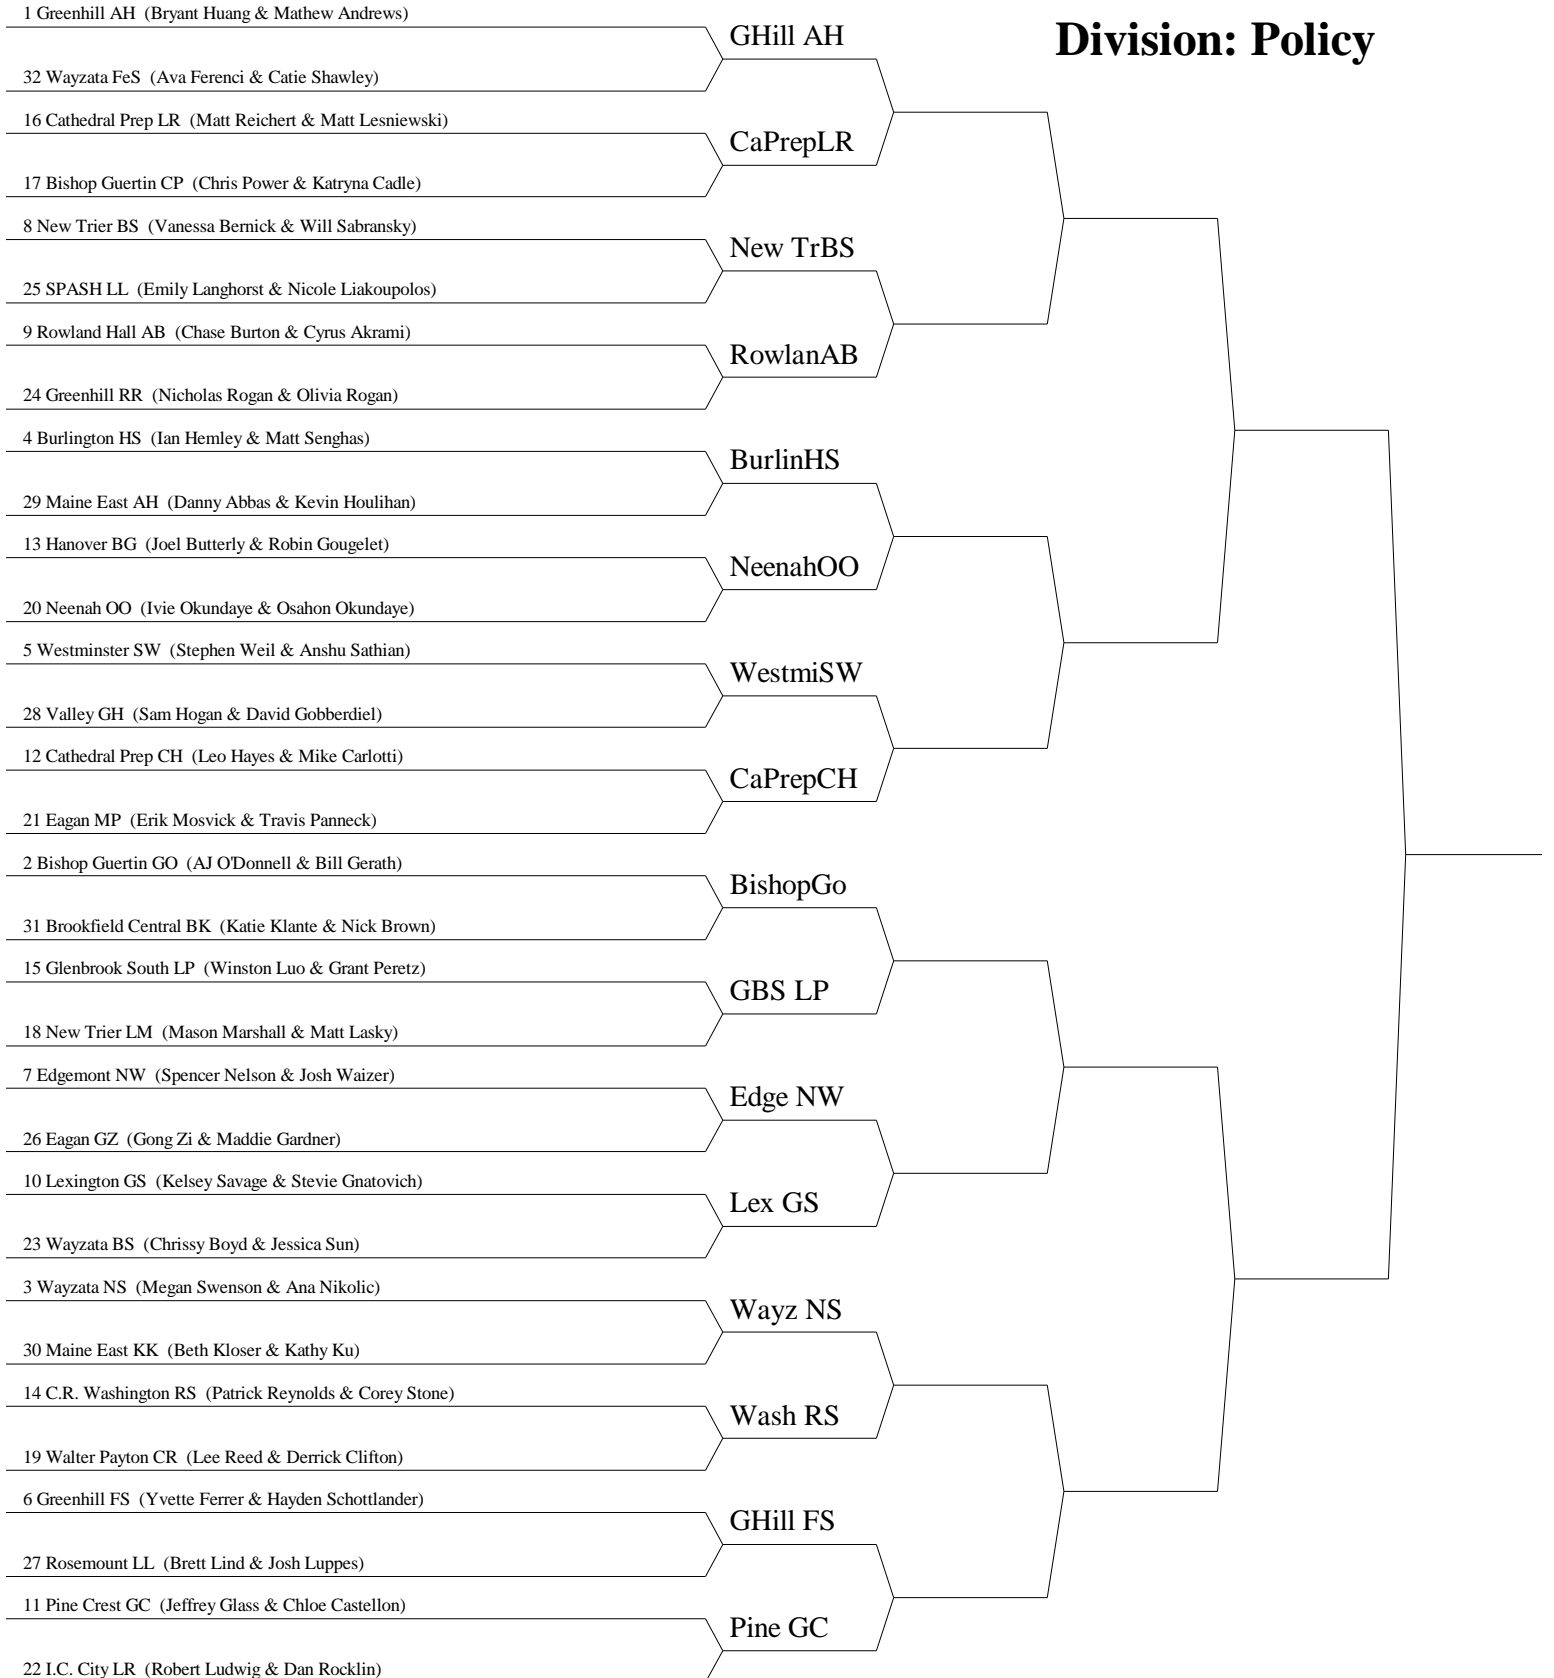 Division: Policy
1 Greenhill AH (Bryant Huang & Mathew Andrews)
GHill AH
32 Wayzata FeS (Ava Ferenci & Catie Shawley)
16 Cathedral Prep LR (Matt Reichert & Matt Lesniewski)
CaPrepLR
17 Bishop Guertin CP (Chris Power & Katryna Cadle)
8 New Trier BS (Vanessa Bernick & Will Sabransky)
New TrBS
25 SPASH LL (Emily Langhorst & Nicole Liakoupolos)
9 Rowland Hall AB (Chase Burton & Cyrus Akrami)
RowlanAB
24 Greenhill RR (Nicholas Rogan & Olivia Rogan)
4 Burlington HS (Ian Hemley & Matt Senghas)
BurlinHS
29 Maine East AH (Danny Abbas & Kevin Houlihan)
13 Hanover BG (Joel Butterly & Robin Gougelet)
NeenahOO
20 Neenah OO (Ivie Okundaye & Osahon Okundaye)
5 Westminster SW (Stephen Weil & Anshu Sathian)
WestmiSW
28 Valley GH (Sam Hogan & David Gobberdiel)
12 Cathedral Prep CH (Leo Hayes & Mike Carlotti)
CaPrepCH
21 Eagan MP (Erik Mosvick & Travis Panneck)
2 Bishop Guertin GO (AJ O'Donnell & Bill Gerath)
BishopGo
31 Brookfield Central BK (Katie Klante & Nick Brown)
15 Glenbrook South LP (Winston Luo & Grant Peretz)
GBS LP
18 New Trier LM (Mason Marshall & Matt Lasky)
7 Edgemont NW (Spencer Nelson & Josh Waizer)
Edge NW
26 Eagan GZ (Gong Zi & Maddie Gardner)
10 Lexington GS (Kelsey Savage & Stevie Gnatovich)
Lex GS
23 Wayzata BS (Chrissy Boyd & Jessica Sun)
3 Wayzata NS (Megan Swenson & Ana Nikolic)
Wayz NS
30 Maine East KK (Beth Kloser & Kathy Ku)
14 C.R. Washington RS (Patrick Reynolds & Corey Stone)
Wash RS
19 Walter Payton CR (Lee Reed & Derrick Clifton)
6 Greenhill FS (Yvette Ferrer & Hayden Schottlander)
GHill FS
27 Rosemount LL (Brett Lind & Josh Luppes)
11 Pine Crest GC (Jeffrey Glass & Chloe Castellon)
Pine GC
22 I.C. City LR (Robert Ludwig & Dan Rocklin)